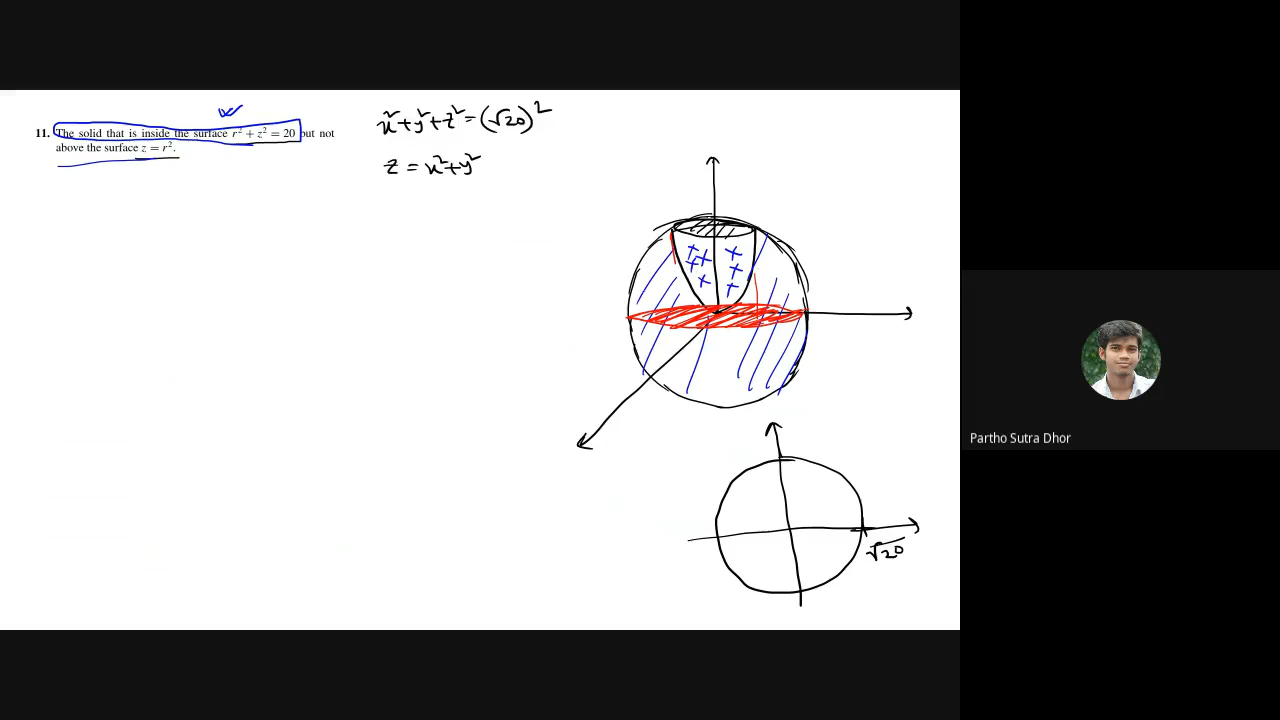 11. The solid that is inside the surface r² + z² = 20 but not
above the surface z = r².
x²+y²+z²=(√20)²
z = x²+y²
√20
Partho Sutra Dhor